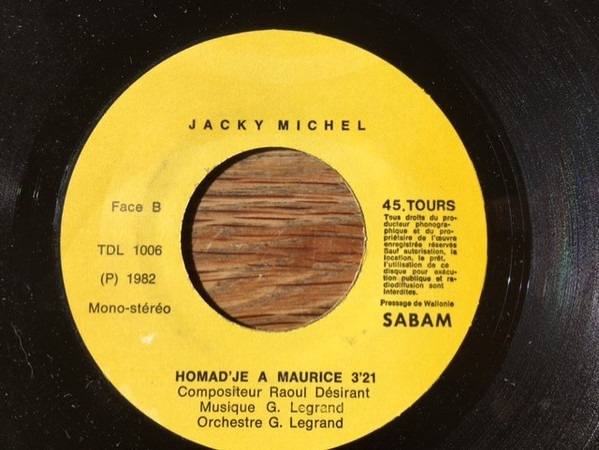 JACKY MICHEL
Face B
TDL 1006
(P) 1982
Mono-stéréo
45.TOURS
Tous droits du pro-
ducteur phonogra-
phique et du pro-
priétaire de l'œuvre
enregistrée réservés
Sauf autorisation, la
location, le prêt,
l'utilisation de ce
disque pour exécu-
tion publique et ra-
diodiffusion sont
interdites.
Pressage de Wallonie
SABAM
HOMAD'JE A MAURICE 3'21
Compositeur Raoul Désirant
Musique G. Legrand
Orchestre G. Legrand